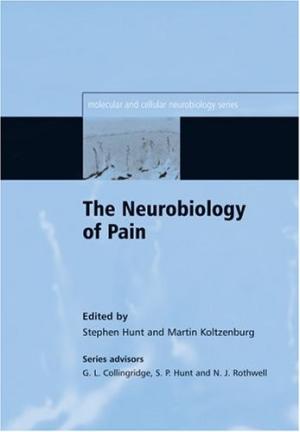 molecular and cellular neurobiology series
The Neurobiology
of Pain
Edited by
Stephen Hunt and Martin Koltzenburg
Series advisors
G. L. Collingridge, S. P. Hunt and N. J. Rothwell